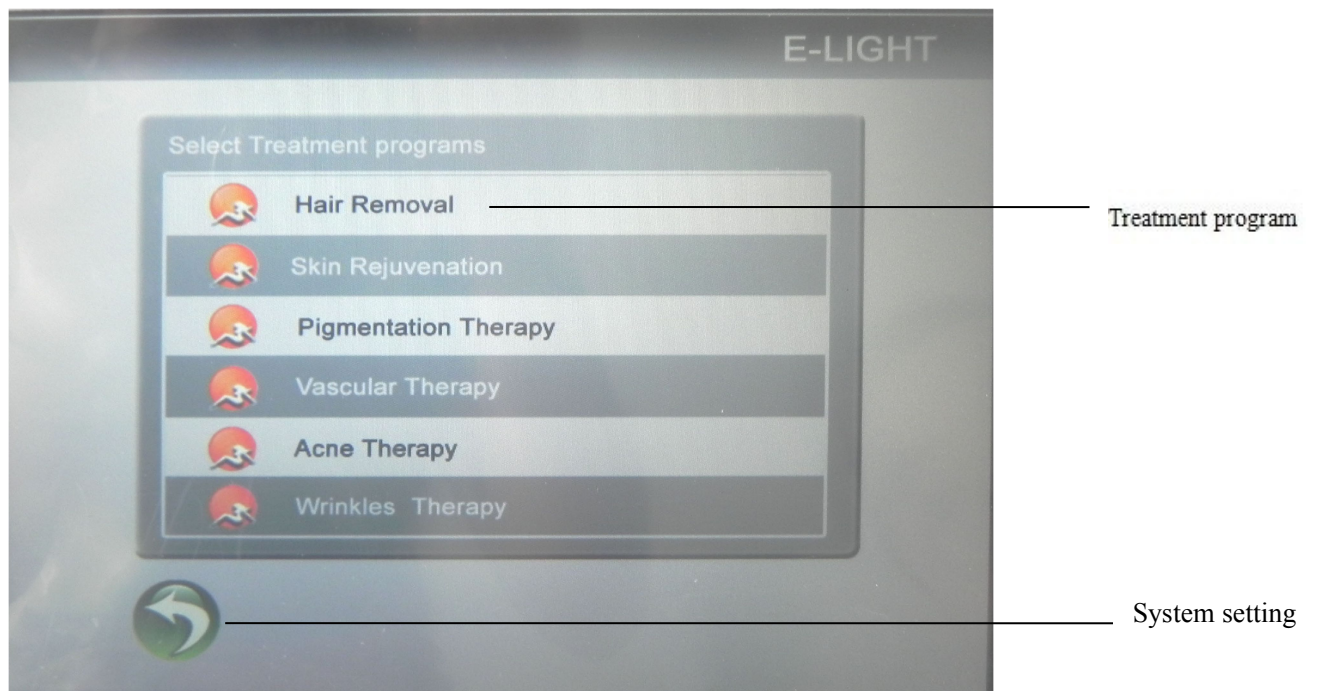 E-LIGHT
Select Treatment programs
Hair Removal
Treatment program
Skin Rejuvenation
Pigmentation Therapy
Vascular Therapy
Acne Therapy
Wrinkles Therapy
System setting